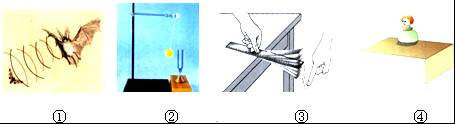 ① ② ③ ④